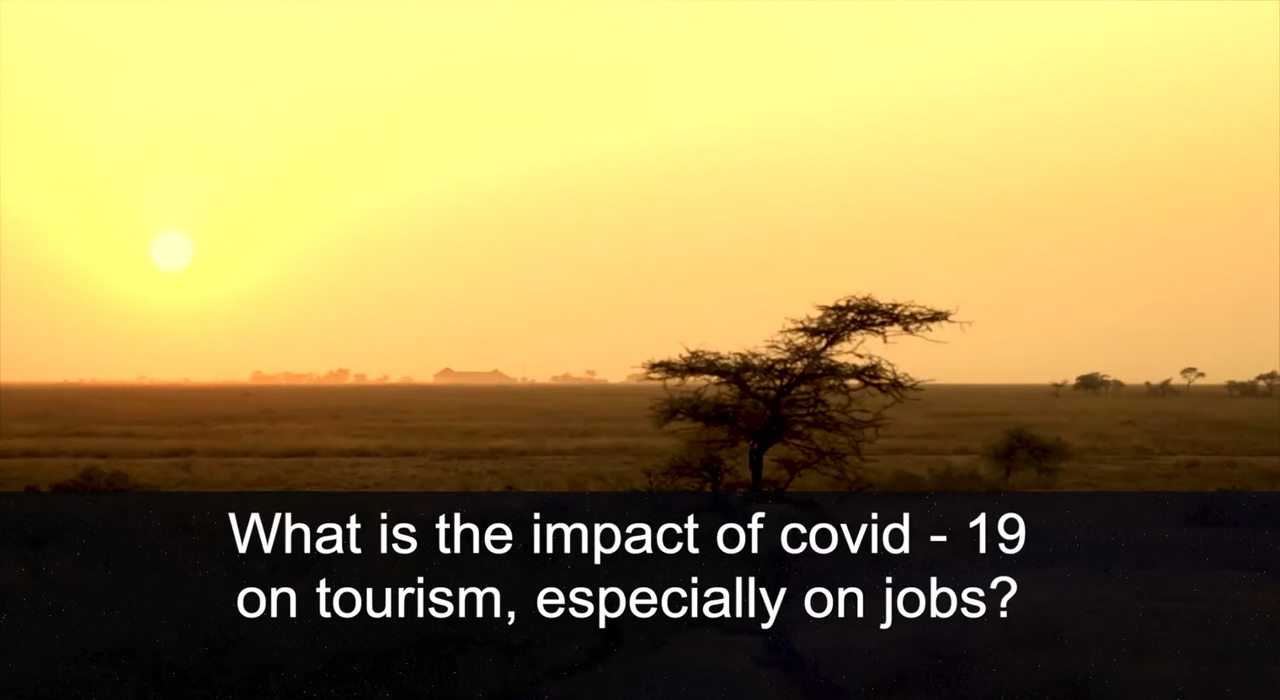 What is the impact of covid - 19
on tourism, especially on jobs?